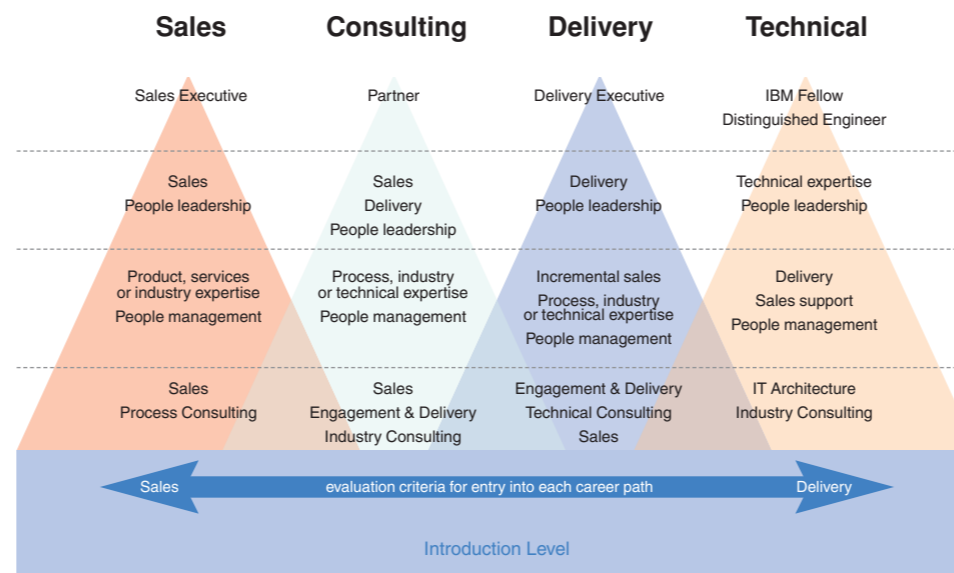 Sales
Consulting
Delivery
Technical
Sales Executive
Partner
Delivery Executive
IBM Fellow
Distinguished Engineer
Sales
People leadership
Sales
Delivery
People leadership
Delivery
People leadership
Technical expertise
People leadership
Product, services
or industry expertise
People management
Process, industry
or technical expertise
People management
Incremental sales
Process, industry
or technical expertise
People management
Delivery
Sales support
People management
Sales
Process Consulting
Sales
Engagement & Delivery
Industry Consulting
Engagement & Delivery
Technical Consulting
Sales
IT Architecture
Industry Consulting
Sales
evaluation criteria for entry into each career path
Delivery
Introduction Level